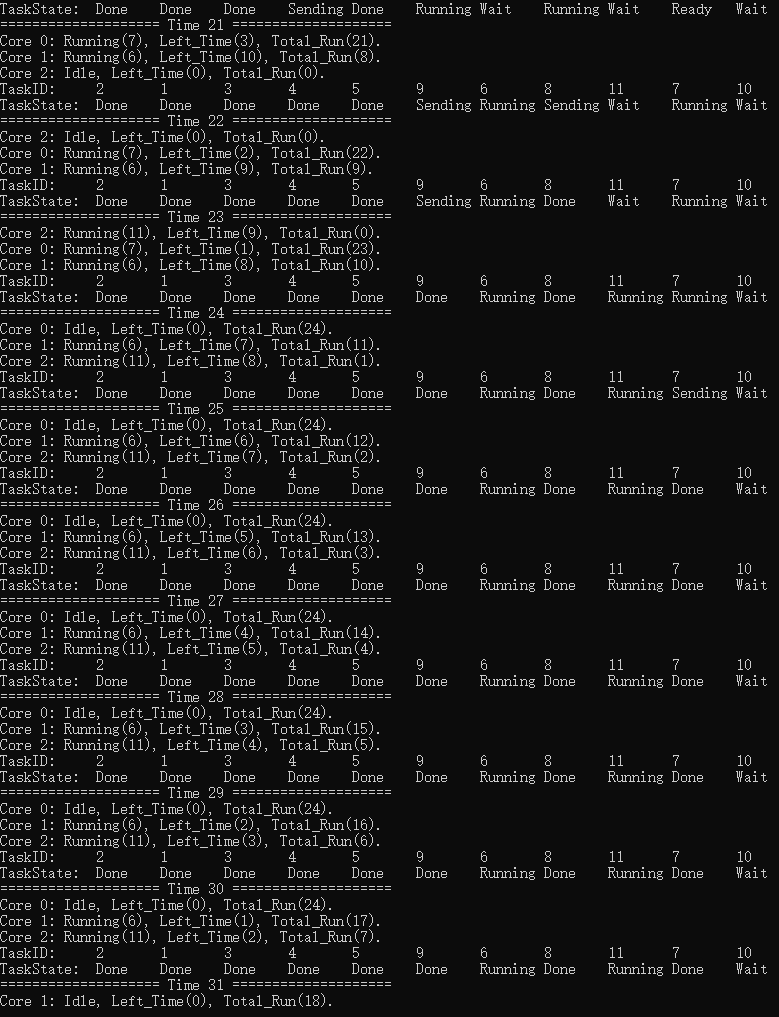 TaskState:  Done    Done    Done    Sending Done    Running Wait    Running Wait    Ready   Wait
==================== Time 21 ====================
Core 0: Running(7), Left_Time(3), Total_Run(21).
Core 1: Running(6), Left_Time(10), Total_Run(8).
Core 2: Idle, Left_Time(0), Total_Run(0).
TaskID:     2       1       3       4       5       9       6       8       11      7       10
TaskState:  Done    Done    Done    Done    Done    Sending Running Sending Wait    Running Wait
==================== Time 22 ====================
Core 2: Idle, Left_Time(0), Total_Run(0).
Core 0: Running(7), Left_Time(2), Total_Run(22).
Core 1: Running(6), Left_Time(9), Total_Run(9).
TaskID:     2       1       3       4       5       9       6       8       11      7       10
TaskState:  Done    Done    Done    Done    Done    Sending Running Done    Wait    Running Wait
==================== Time 23 ====================
Core 2: Running(11), Left_Time(9), Total_Run(0).
Core 0: Running(7), Left_Time(1), Total_Run(23).
Core 1: Running(6), Left_Time(8), Total_Run(10).
TaskID:     2       1       3       4       5       9       6       8       11      7       10
TaskState:  Done    Done    Done    Done    Done    Done    Running Done    Running Running Wait
==================== Time 24 ====================
Core 0: Idle, Left_Time(0), Total_Run(24).
Core 1: Running(6), Left_Time(7), Total_Run(11).
Core 2: Running(11), Left_Time(8), Total_Run(1).
TaskID:     2       1       3       4       5       9       6       8       11      7       10
TaskState:  Done    Done    Done    Done    Done    Done    Running Done    Running Sending Wait
==================== Time 25 ====================
Core 0: Idle, Left_Time(0), Total_Run(24).
Core 1: Running(6), Left_Time(6), Total_Run(12).
Core 2: Running(11), Left_Time(7), Total_Run(2).
TaskID:     2       1       3       4       5       9       6       8       11      7       10
TaskState:  Done    Done    Done    Done    Done    Done    Running Done    Running Done    Wait
==================== Time 26 ====================
Core 0: Idle, Left_Time(0), Total_Run(24).
Core 1: Running(6), Left_Time(5), Total_Run(13).
Core 2: Running(11), Left_Time(6), Total_Run(3).
TaskID:     2       1       3       4       5       9       6       8       11      7       10
TaskState:  Done    Done    Done    Done    Done    Done    Running Done    Running Done    Wait
==================== Time 27 ====================
Core 0: Idle, Left_Time(0), Total_Run(24).
Core 1: Running(6), Left_Time(4), Total_Run(14).
Core 2: Running(11), Left_Time(5), Total_Run(4).
TaskID:     2       1       3       4       5       9       6       8       11      7       10
TaskState:  Done    Done    Done    Done    Done    Done    Running Done    Running Done    Wait
==================== Time 28 ====================
Core 0: Idle, Left_Time(0), Total_Run(24).
Core 1: Running(6), Left_Time(3), Total_Run(15).
Core 2: Running(11), Left_Time(4), Total_Run(5).
TaskID:     2       1       3       4       5       9       6       8       11      7       10
TaskState:  Done    Done    Done    Done    Done    Done    Running Done    Running Done    Wait
==================== Time 29 ====================
Core 0: Idle, Left_Time(0), Total_Run(24).
Core 1: Running(6), Left_Time(2), Total_Run(16).
Core 2: Running(11), Left_Time(3), Total_Run(6).
TaskID:     2       1       3       4       5       9       6       8       11      7       10
TaskState:  Done    Done    Done    Done    Done    Done    Running Done    Running Done    Wait
==================== Time 30 ====================
Core 0: Idle, Left_Time(0), Total_Run(24).
Core 1: Running(6), Left_Time(1), Total_Run(17).
Core 2: Running(11), Left_Time(2), Total_Run(7).
TaskID:     2       1       3       4       5       9       6       8       11      7       10
TaskState:  Done    Done    Done    Done    Done    Done    Running Done    Running Done    Wait
==================== Time 31 ====================
Core 1: Idle, Left_Time(0), Total_Run(18).